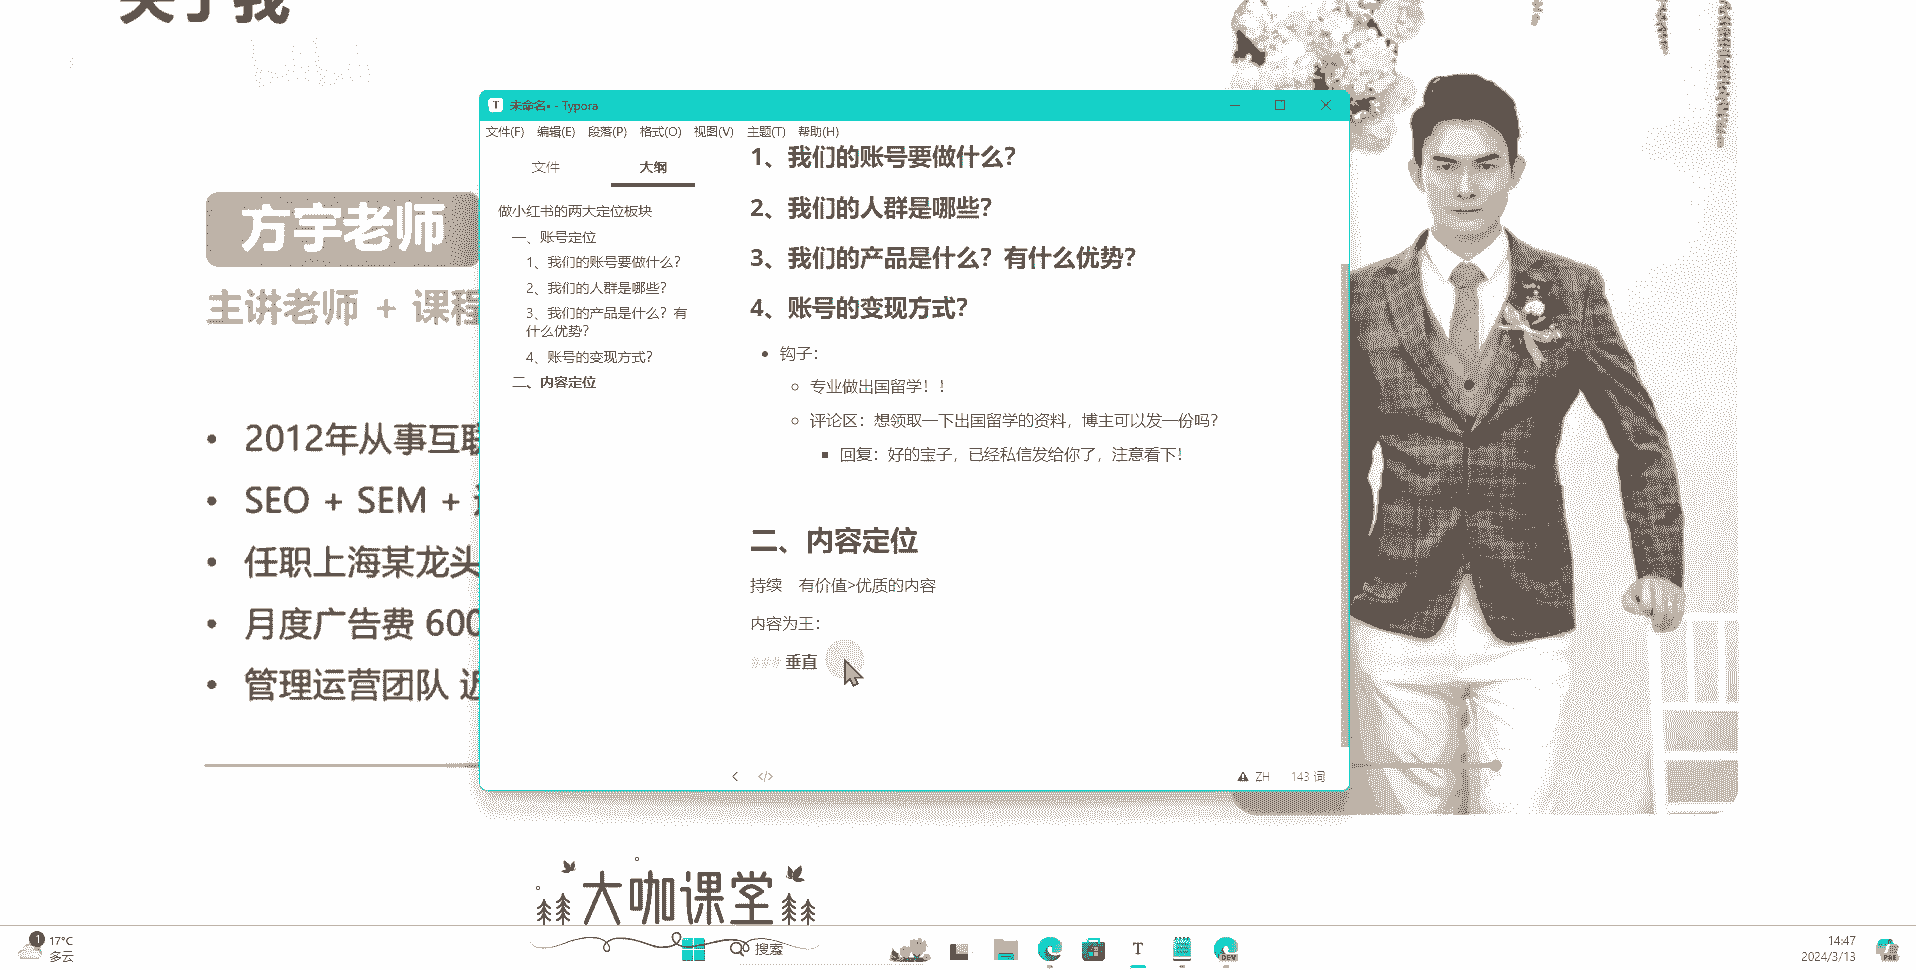 关于我
方宇老师
主讲老师 + 课程
2012年从事互联
SEO + SEM +
任职上海某龙头
月度广告费 600
管理运营团队 近
未命名• - Typora
文件(F) 编辑(E) 段落(P) 格式(O) 视图(V) 主题(T) 帮助(H)
文件 大纲
做小红书的两大定位板块
一、账号定位
1、我们的账号要做什么？
2、我们的人群是哪些？
3、我们的产品是什么？有
什么优势？
4、账号的变现方式？
二、内容定位
1、我们的账号要做什么？
2、我们的人群是哪些？
3、我们的产品是什么？有什么优势？
4、账号的变现方式？
钩子：
专业做出国留学！！
评论区：想领取一下出国留学的资料，博主可以发一份吗？
回复：好的宝子，已经私信发给你了，注意看下！
二、内容定位
持续 有价值>优质的内容
内容为王：
### 垂直
ZH 143 词
大咖课堂
1
17°C
多云
搜索
T
DEV
14:47
2024/3/13
PRE